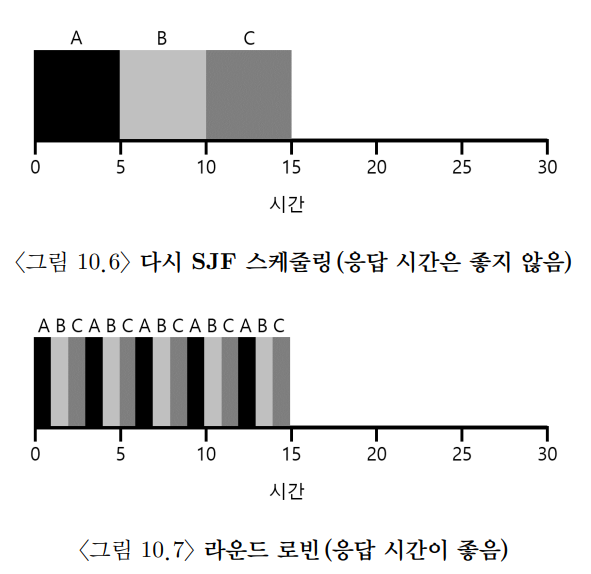 A B C
0 5 10 15 20 25 30
시간
〈그림 10.6〉 다시 SJF 스케줄링(응답 시간은 좋지 않음)
A B C A B C A B C A B C A B C
0 5 10 15 20 25 30
시간
〈그림 10.7〉 라운드 로빈(응답 시간이 좋음)